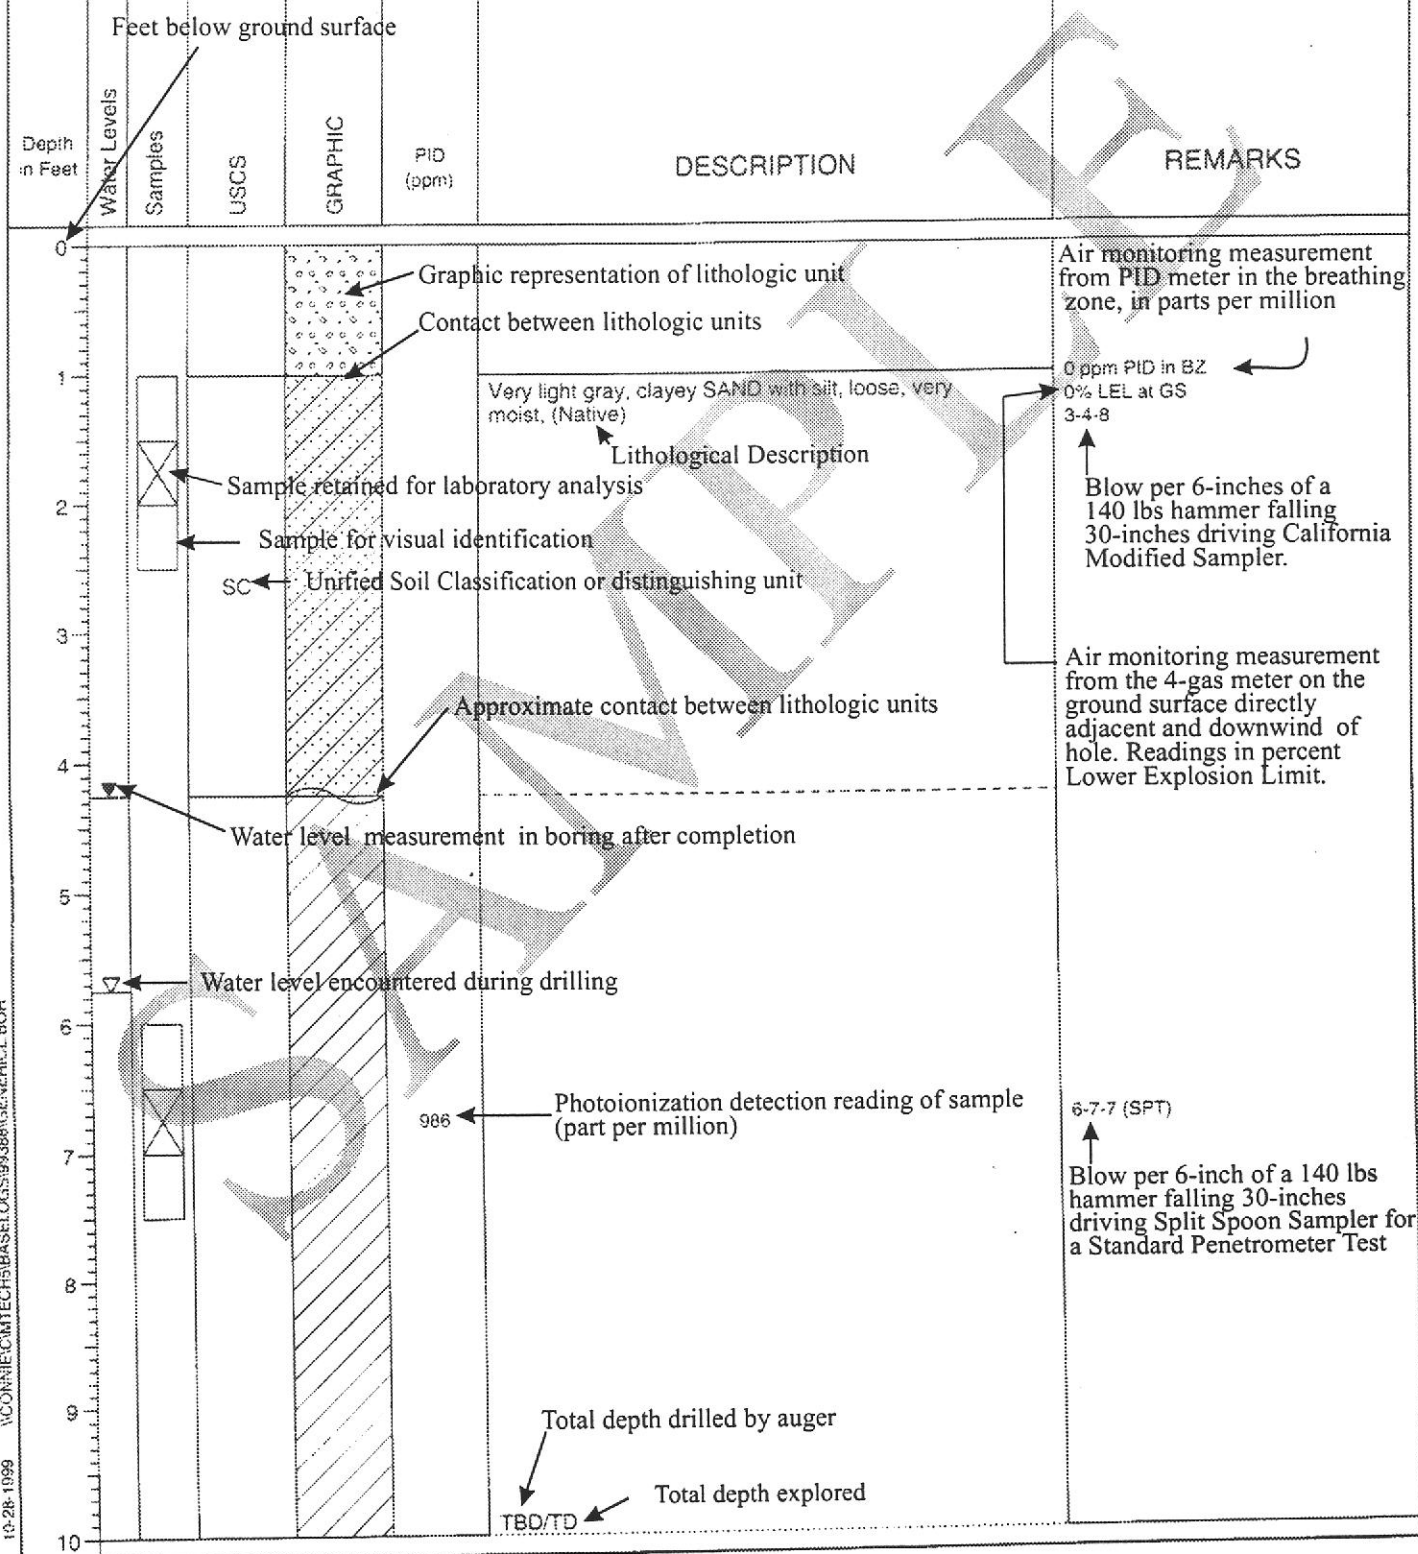 Feet below ground surface
Depth
in Feet
Water Levels
Samples
USCS
GRAPHIC
PID
(ppm)
DESCRIPTION
REMARKS
0
Graphic representation of lithologic unit
Contact between lithologic units
Air monitoring measurement
from PID meter in the breathing
zone, in parts per million
1
0 ppm PID in BZ
0% LEL at GS
3-4-8
Very light gray, clayey SAND with silt, loose, very
moist, (Native)
Lithological Description
Sample retained for laboratory analysis
2
Blow per 6-inches of a
140 lbs hammer falling
30-inches driving California
Modified Sampler.
Sample for visual identification
SC
Unified Soil Classification or distinguishing unit
3
Air monitoring measurement
from the 4-gas meter on the
ground surface directly
adjacent and downwind of
hole. Readings in percent
Lower Explosion Limit.
Approximate contact between lithologic units
4
Water level measurement in boring after completion
5
Water level encountered during drilling
6
986
Photoionization detection reading of sample
(part per million)
6-7-7 (SPT)
7
Blow per 6-inch of a 140 lbs
hammer falling 30-inches
driving Split Spoon Sampler for
a Standard Penetrometer Test
8
9
Total depth drilled by auger
Total depth explored
TBD/TD
10
SAMPLE
10-28-1999